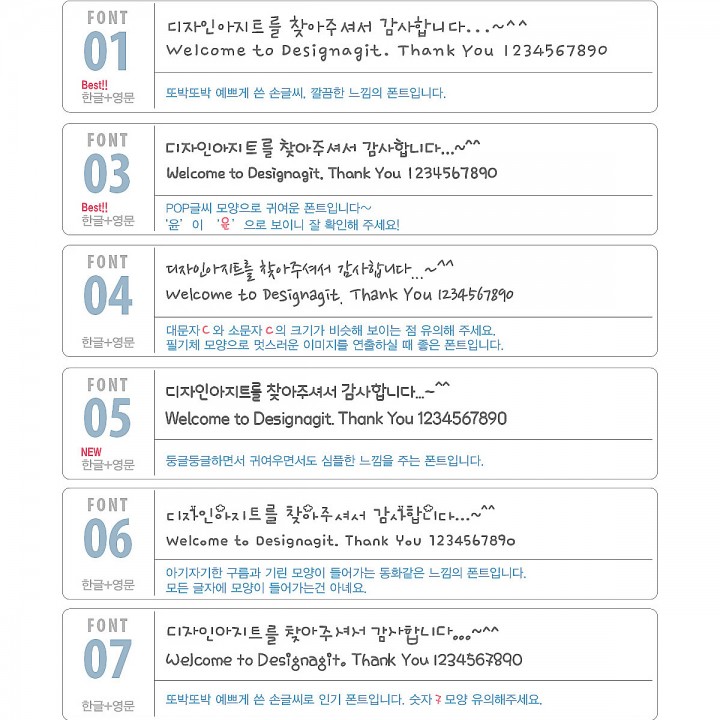 FONT
01
Best!!
한글+영문
디자인아지트를 찾아주셔서 감사합니다...~^^
Welcome to Designagit. Thank You 1234567890
또박또박 예쁘게 쓴 손글씨. 깔끔한 느낌의 폰트입니다.
FONT
03
Best!!
한글+영문
디자인아지트를 찾아주셔서 감사합니다...~^^
Welcome to Designagit. Thank You 1234567890
POP글씨 모양으로 귀여운 폰트입니다~
'윤' 이 '윤' 으로 보이니 잘 확인해 주세요!
FONT
04
한글+영문
디자인아지트를 찾아주셔서 감사합니다...~^^
Welcome to Designagit. Thank You 1234567890
대문자 C 와 소문자 c 의 크기가 비슷해 보이는 점 유의해 주세요.
필기체 모양으로 멋스러운 이미지를 연출하실 때 좋은 폰트입니다.
FONT
05
NEW
한글+영문
디자인아지트를 찾아주셔서 감사합니다...~^^
Welcome to Designagit. Thank You 1234567890
둥글둥글하면서 귀여우면서도 심플한 느낌을 주는 폰트입니다.
FONT
06
한글+영문
디자인아지트를 찾아주셔서 감사합니다...~^^
Welcome to Designagit. Thank You 1234567890
아기자기한 구름과 기린 모양이 들어가는 동화같은 느낌의 폰트입니다.
모든 글자에 모양이 들어가는건 아네요.
FONT
07
한글+영문
디자인아지트를 찾아주셔서 감사합니다...~^^
Welcome to Designagit. Thank You 1234567890
또박또박 예쁘게 쓴 손글씨로 인기 폰트입니다. 숫자 7 모양 유의해주세요.